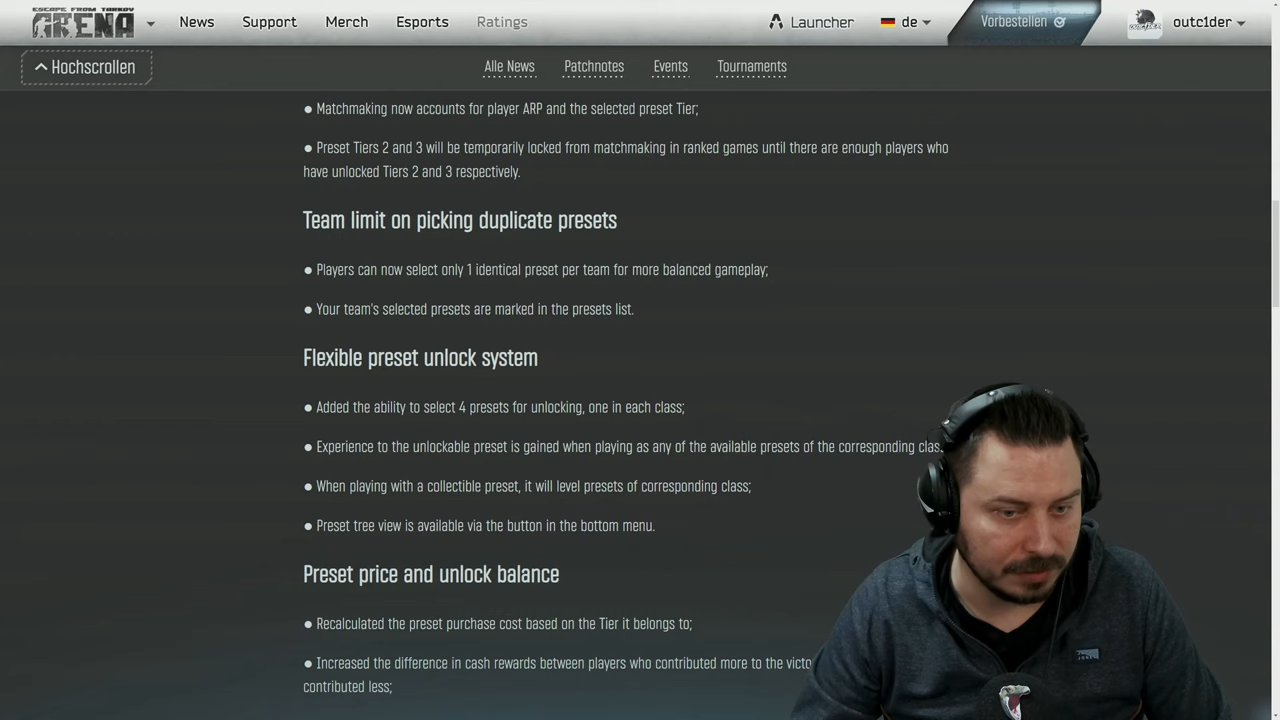 ESCAPE FROM TARKOV
ARENA
News
Support
Merch
Esports
Ratings
Launcher
de
Vorbestellen
outc1der
Hochscrollen
Alle News
Patchnotes
Events
Tournaments
● Matchmaking now accounts for player ARP and the selected preset Tier;
● Preset Tiers 2 and 3 will be temporarily locked from matchmaking in ranked games until there are enough players who
have unlocked Tiers 2 and 3 respectively.
Team limit on picking duplicate presets
● Players can now select only 1 identical preset per team for more balanced gameplay;
● Your team's selected presets are marked in the presets list.
Flexible preset unlock system
● Added the ability to select 4 presets for unlocking, one in each class;
● Experience to the unlockable preset is gained when playing as any of the available presets of the corresponding clas
● When playing with a collectible preset, it will level presets of corresponding class;
● Preset tree view is available via the button in the bottom menu.
Preset price and unlock balance
● Recalculated the preset purchase cost based on the Tier it belongs to;
● Increased the difference in cash rewards between players who contributed more to the victo
contributed less;